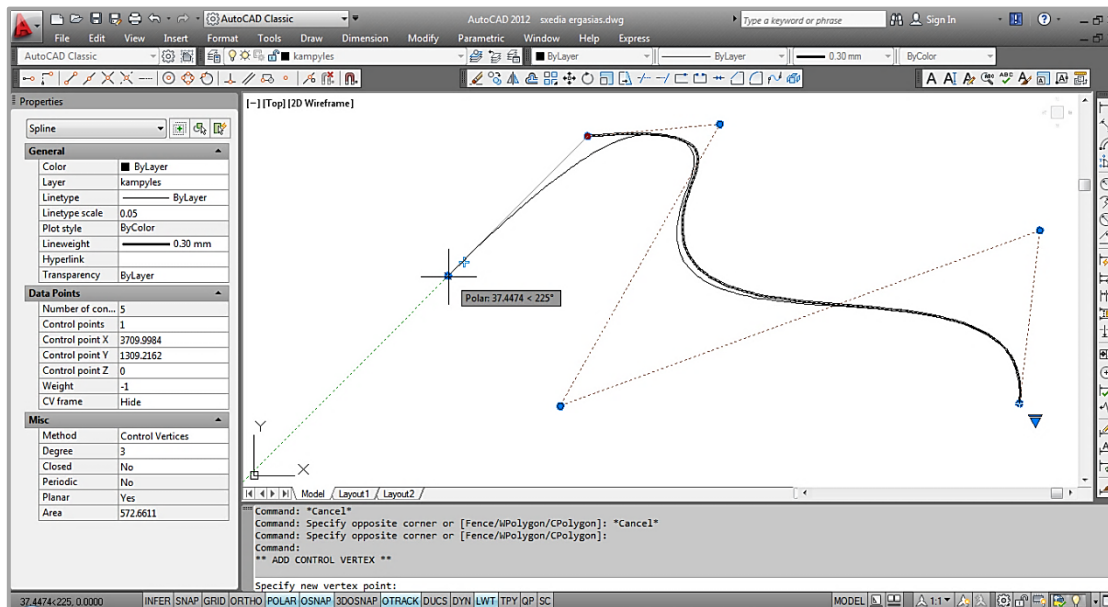 AutoCAD Classic
AutoCAD 2012 sxedia ergasias.dwg
Type a keyword or phrase
Sign In
File Edit View Insert Format Tools Draw Dimension Modify Parametric Window Help Express
AutoCAD Classic
kampyles
ByLayer
ByLayer
0.30 mm
ByColor
Properties
[−] [Top] [2D Wireframe]
Spline
General
Color ByLayer
Layer kampyles
Linetype ByLayer
Linetype scale 0.05
Plot style ByColor
Lineweight 0.30 mm
Hyperlink
Transparency ByLayer
Data Points
Number of con... 5
Control points 1
Control point X 3709.9984
Control point Y 1309.2162
Control point Z 0
Weight -1
CV frame Hide
Misc
Method Control Vertices
Degree 3
Closed No
Periodic No
Planar Yes
Area 572.6611
Polar: 37.4474 < 225°
Y
X
Model Layout1 Layout2
Command: *Cancel*
Command: Specify opposite corner or [Fence/WPolygon/CPolygon]: *Cancel*
Command: Specify opposite corner or [Fence/WPolygon/CPolygon]:
Command:
** ADD CONTROL VERTEX **
Specify new vertex point:
37.4474<225, 0.0000 INFER SNAP GRID ORTHO POLAR OSNAP 3DOSNAP OTRACK DUCS DYN LWT TPY QP SC MODEL 1:1